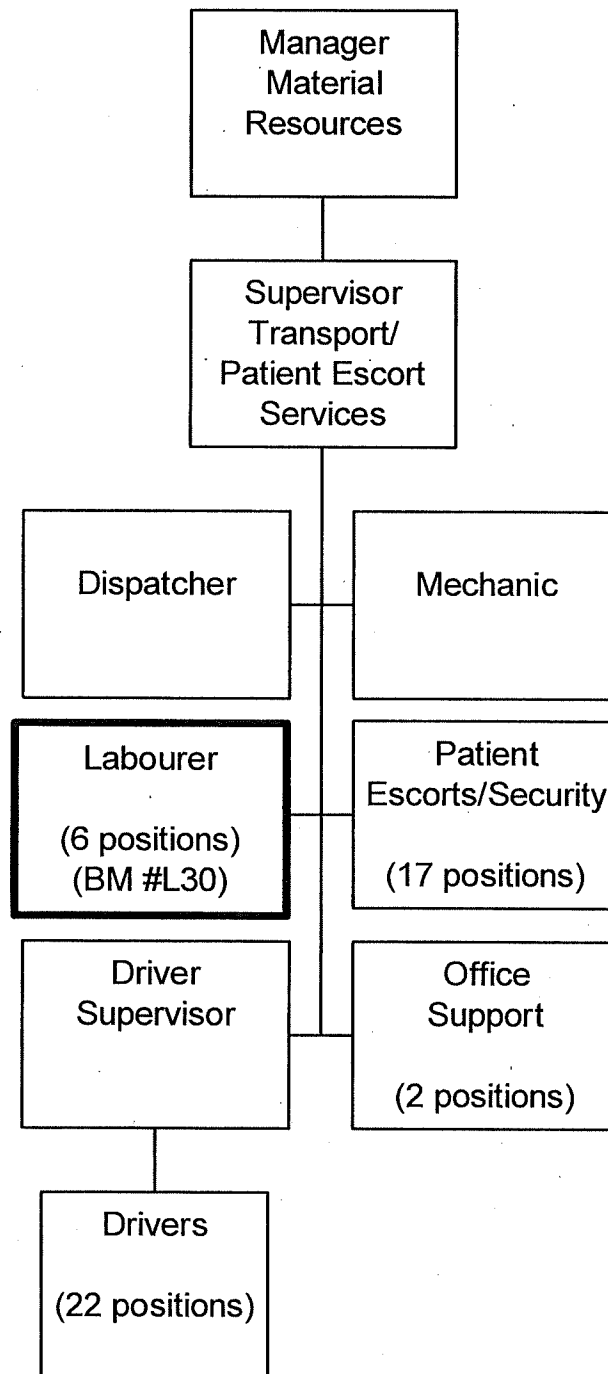 Manager
Material
Resources
Supervisor
Transport/
Patient Escort
Services
Dispatcher
Mechanic
Labourer
(6 positions)
(BM #L30)
Patient
Escorts/Security
(17 positions)
Driver
Supervisor
Office
Support
(2 positions)
Drivers
(22 positions)